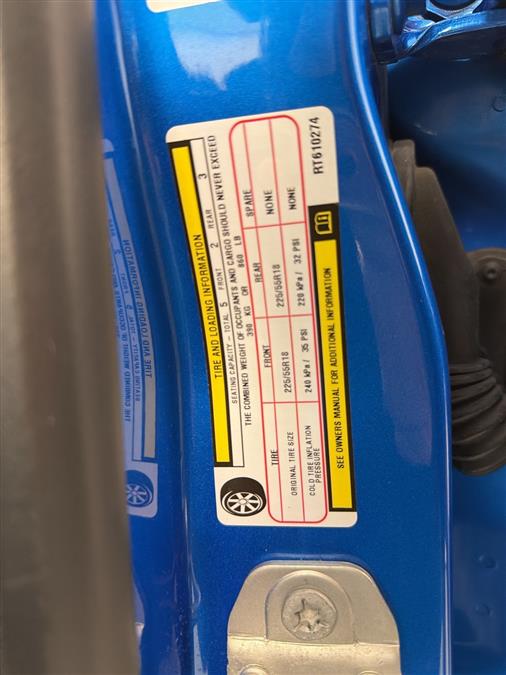 TIRE AND LOADING INFORMATION
SEATING CAPACITY - TOTAL 5 FRONT 2 REAR 3
THE COMBINED WEIGHT OF OCCUPANTS AND CARGO SHOULD NEVER EXCEED
390 KG OR 860 LB
TIRE FRONT REAR SPARE
ORIGINAL TIRE SIZE 225/55R18 225/55R18 NONE
COLD TIRE INFLATION PRESSURE 240 kPa/ 35 PSI 220 kPa/ 32 PSI NONE
SEE OWNERS MANUAL FOR ADDITIONAL INFORMATION
RT610274